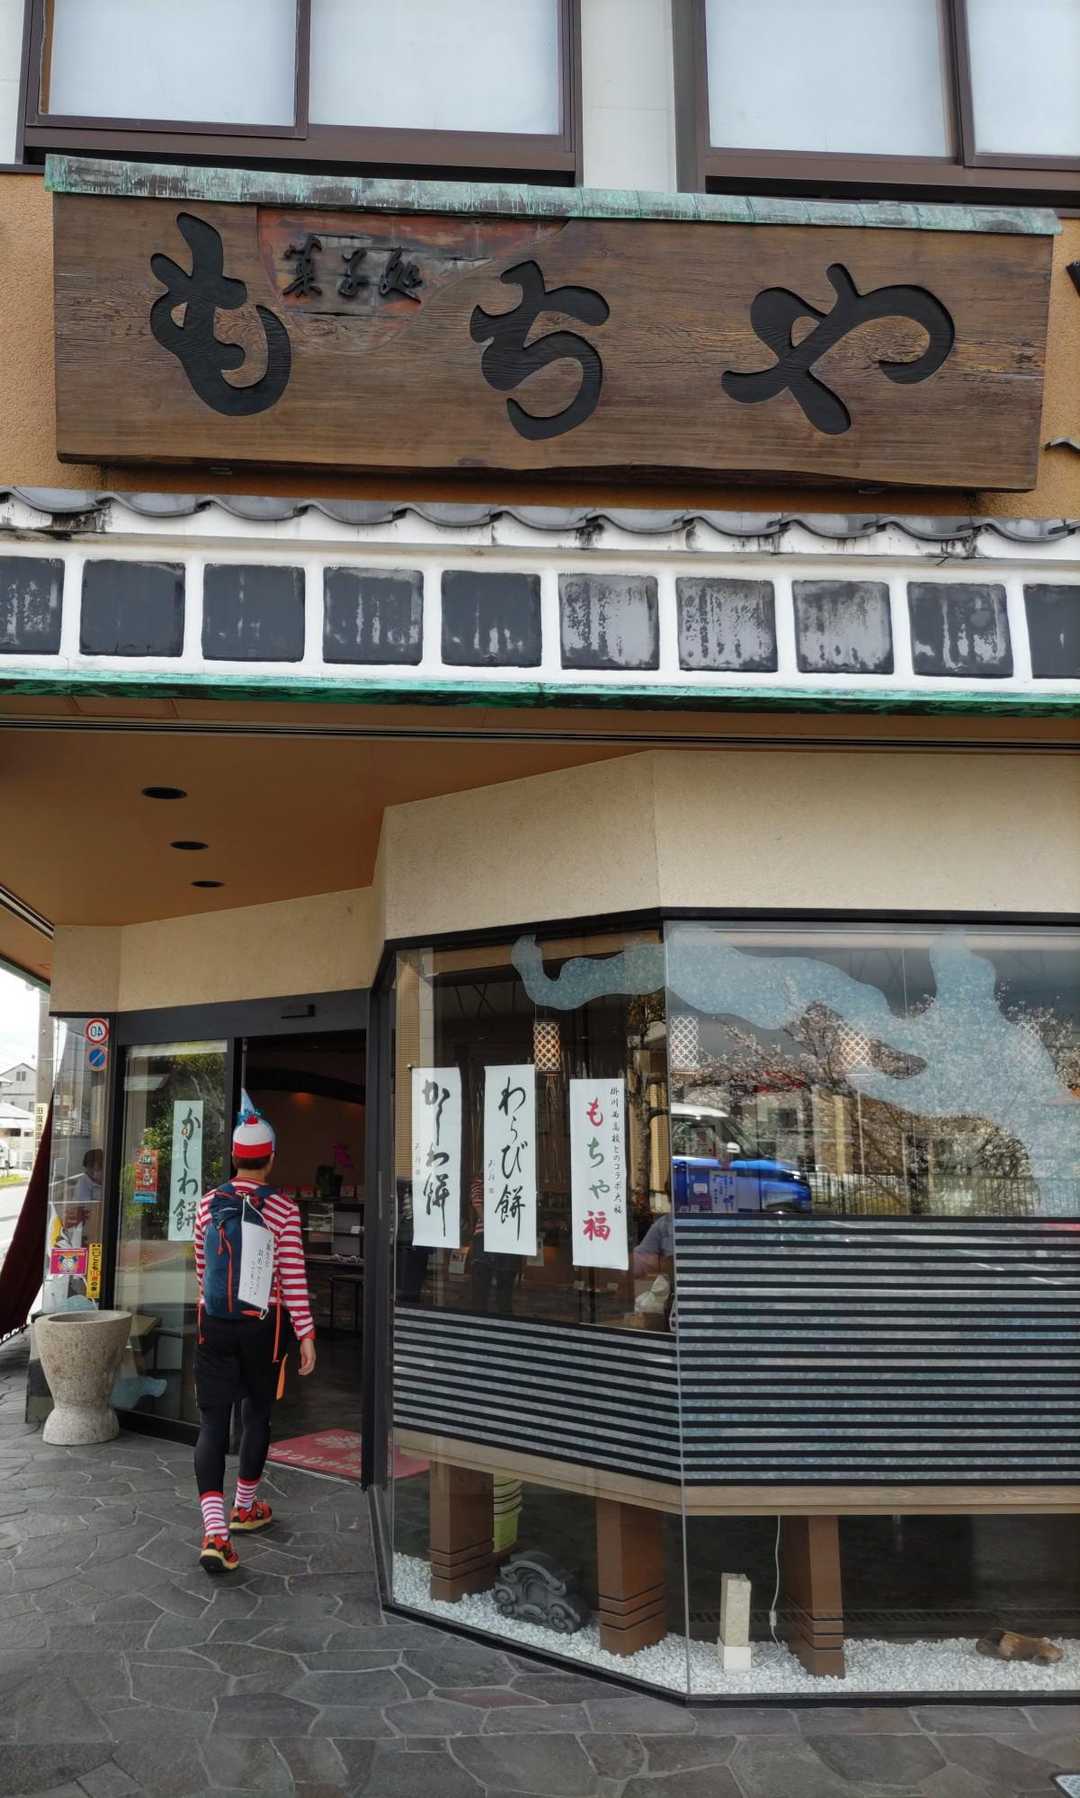 菓子処
もちや
40
かしわ餅
かしわ餅
わらび餅
掛川西高校とのコラボ大福
もちや福